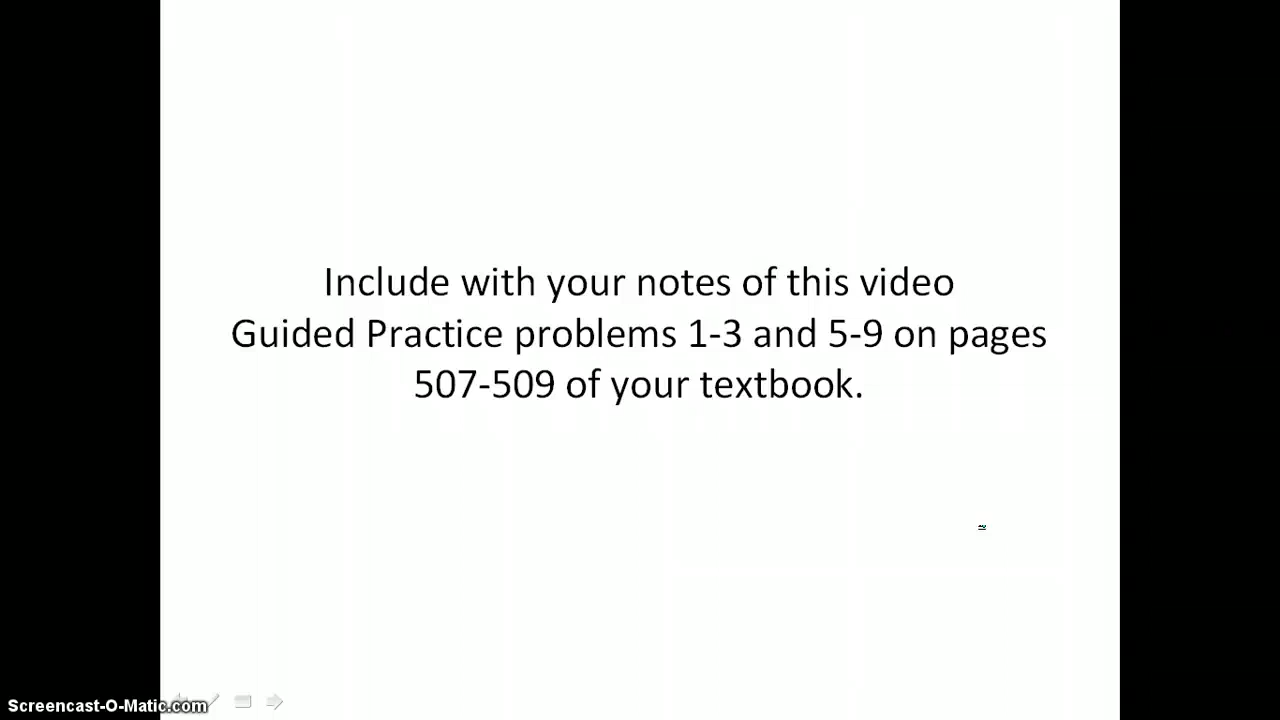 Include with your notes of this video
Guided Practice problems 1-3 and 5-9 on pages
507-509 of your textbook.
Screencast-O-Matic.com